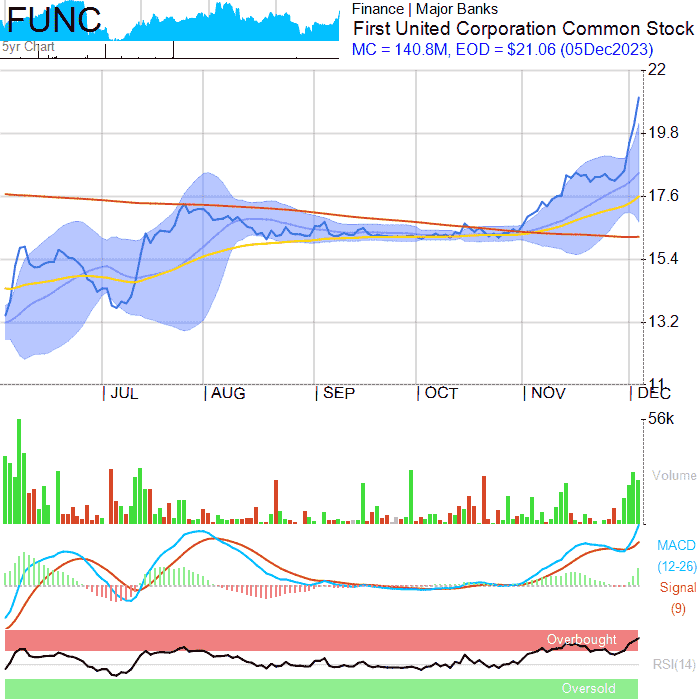 FUNC
5yr Chart
Finance | Major Banks
First United Corporation Common Stock
MC = 140.8M, EOD = $21.06 (05Dec2023)
22
19.8
17.6
15.4
13.2
11
JUL AUG SEP OCT NOV DEC
56k
Volume
MACD
(12-26)
Signal
(9)
Overbought
RSI(14)
Oversold